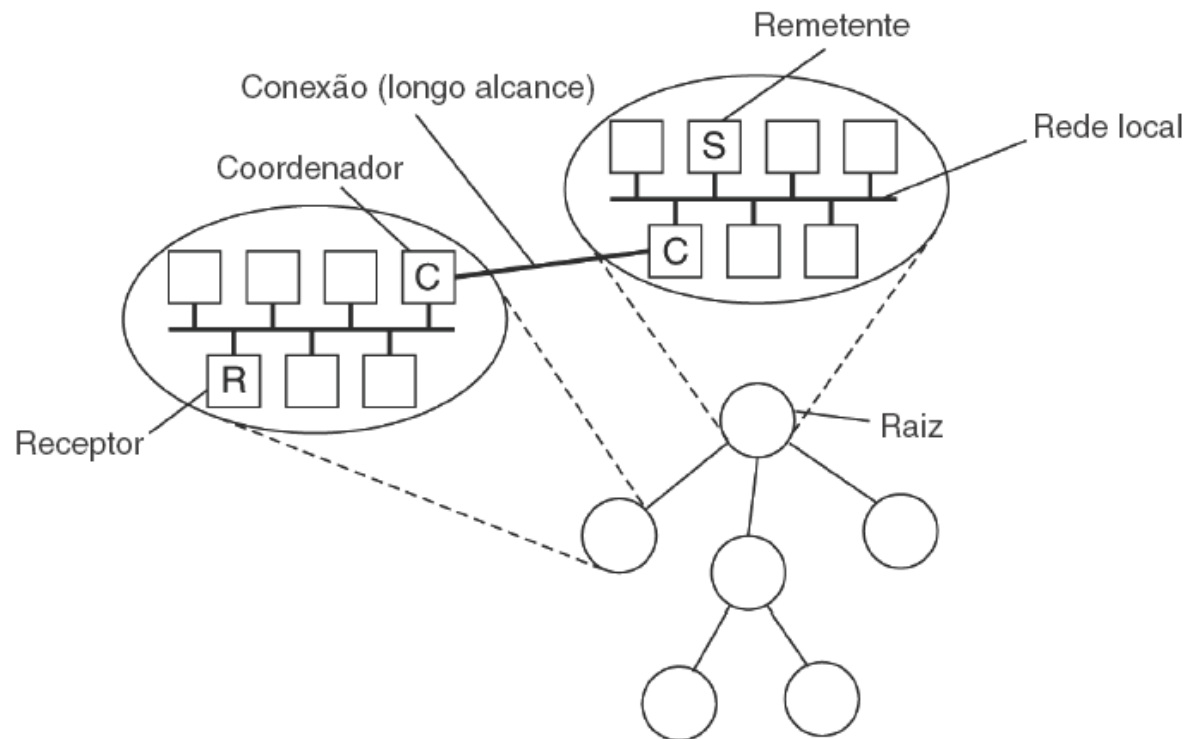 Remetente
Conexão (longo alcance)
S
Rede local
Coordenador
C
C
R
Receptor
Raiz